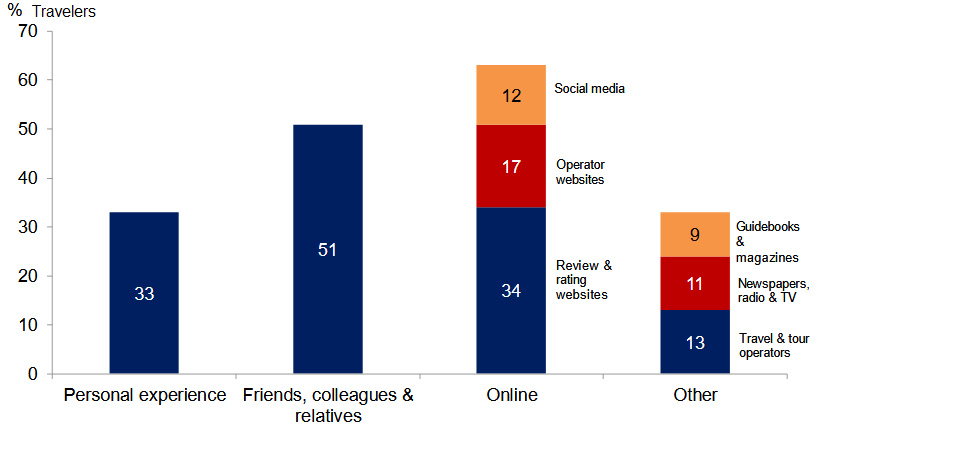 % Travelers
70
60
50
40
30
20
10
0
33
51
12
17
34
9
11
13
Social media
Operator
websites
Review &
rating
websites
Guidebooks
&
magazines
Newspapers,
radio & TV
Travel & tour
operators
Personal experience
Friends, colleagues &
relatives
Online
Other